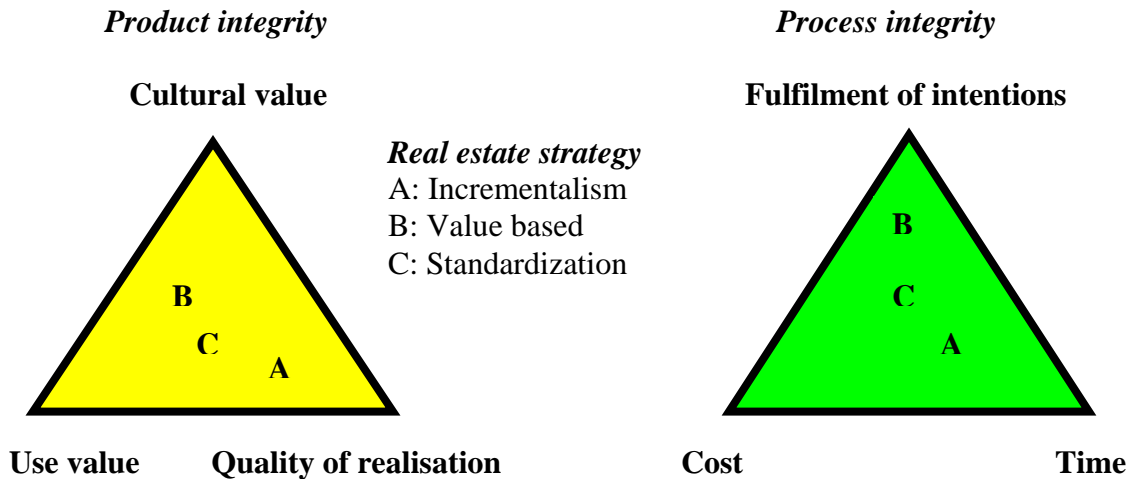 Product integrity
Process integrity
Cultural value
Fulfilment of intentions
Real estate strategy
A: Incrementalism
B: Value based
C: Standardization
B
C
A
B
C
A
Use value
Quality of realisation
Cost
Time